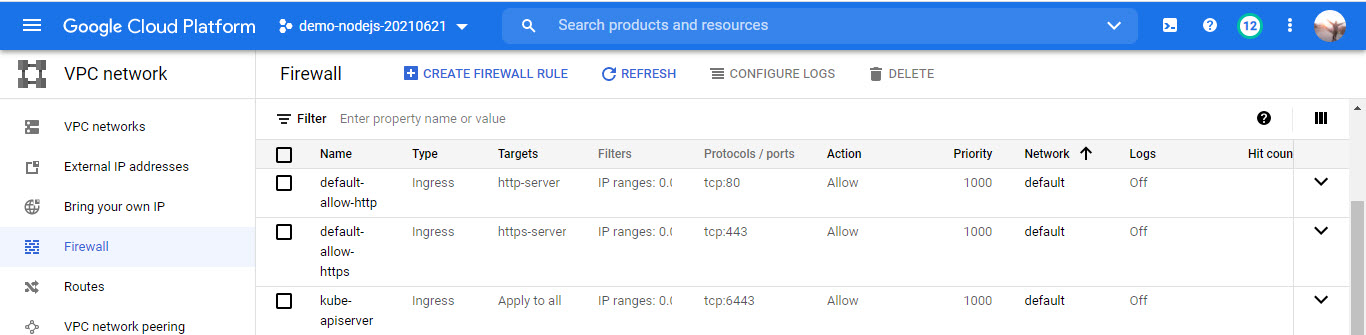 Google Cloud Platform demo-nodejs-20210621 Search products and resources 12
VPC network Firewall CREATE FIREWALL RULE REFRESH CONFIGURE LOGS DELETE
VPC networks
External IP addresses
Bring your own IP
Firewall
Routes
VPC network peering
Filter Enter property name or value
Name Type Targets Filters Protocols / ports Action Priority Network Logs Hit coun
default-allow-http Ingress http-server IP ranges: 0.0 tcp:80 Allow 1000 default Off
default-allow-https Ingress https-server IP ranges: 0.0 tcp:443 Allow 1000 default Off
kube-apiserver Ingress Apply to all IP ranges: 0.0 tcp:6443 Allow 1000 default Off